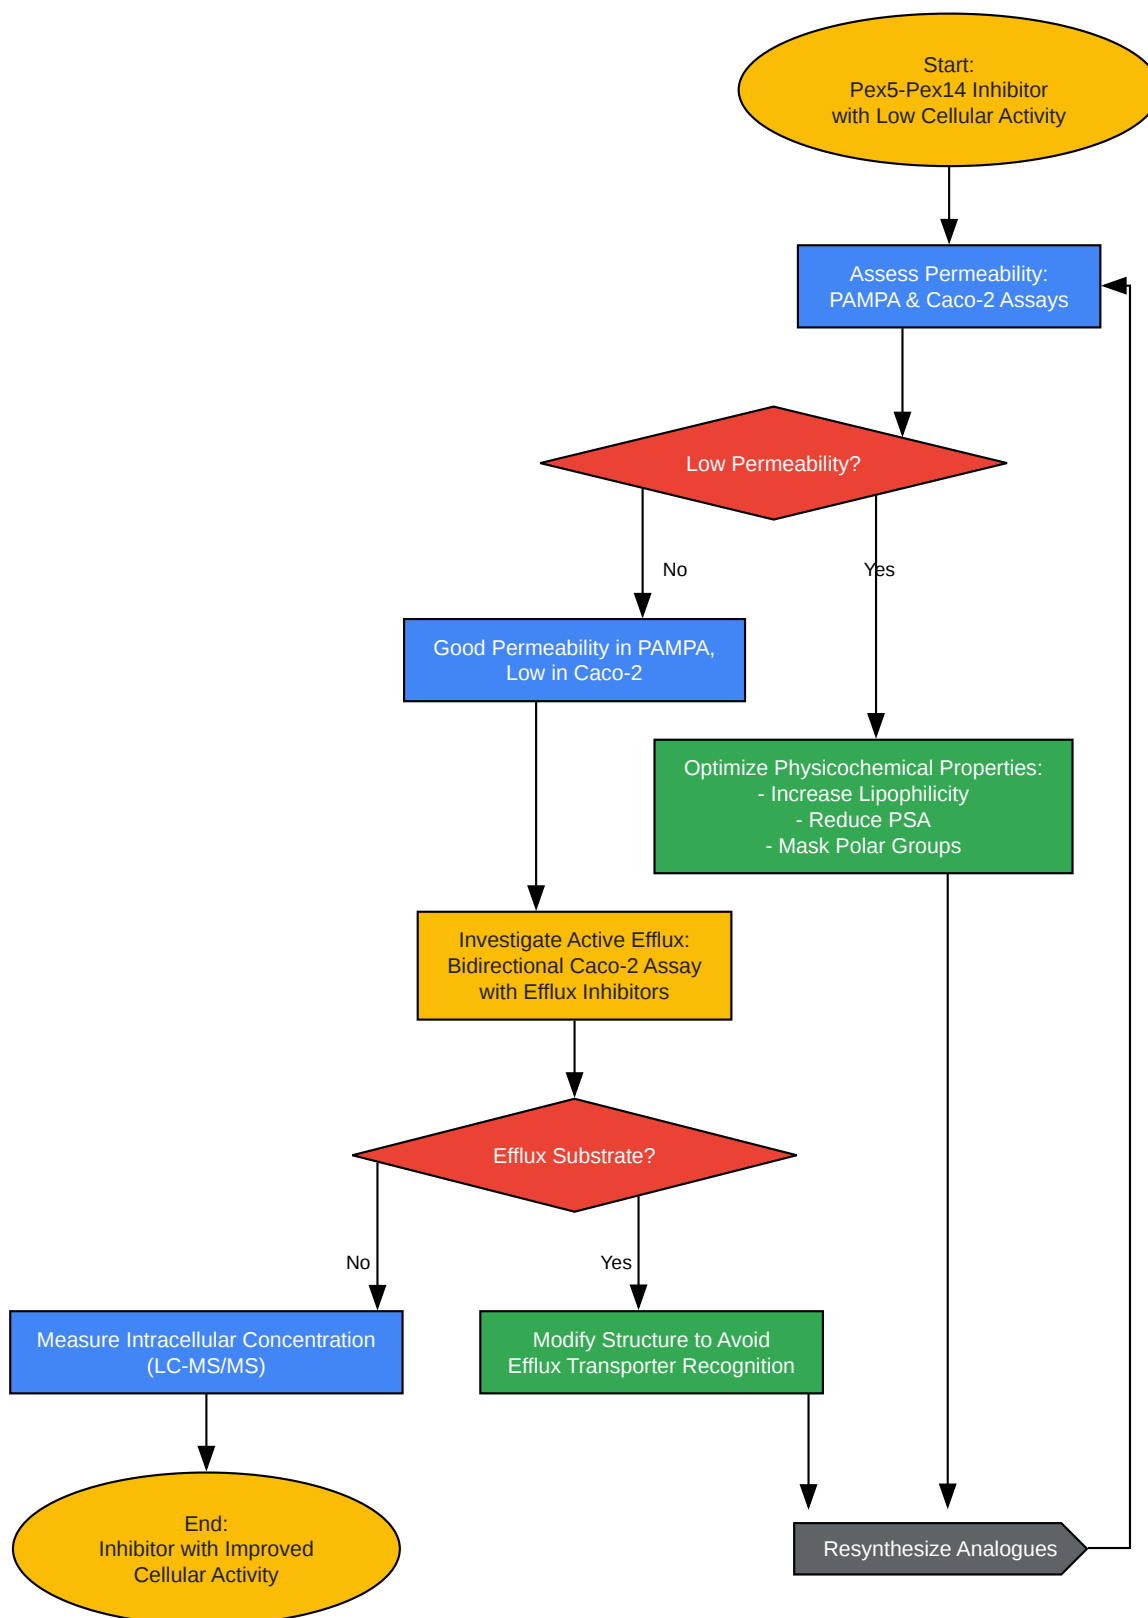 Start:
Pex5-Pex14 Inhibitor
with Low Cellular Activity
Assess Permeability:
PAMPA & Caco-2 Assays
Low Permeability?
No
Yes
Good Permeability in PAMPA,
Low in Caco-2
Optimize Physicochemical Properties:
- Increase Lipophilicity
- Reduce PSA
- Mask Polar Groups
Investigate Active Efflux:
Bidirectional Caco-2 Assay
with Efflux Inhibitors
Efflux Substrate?
No
Yes
Measure Intracellular Concentration
(LC-MS/MS)
Modify Structure to Avoid
Efflux Transporter Recognition
End:
Inhibitor with Improved
Cellular Activity
Resynthesize Analogues